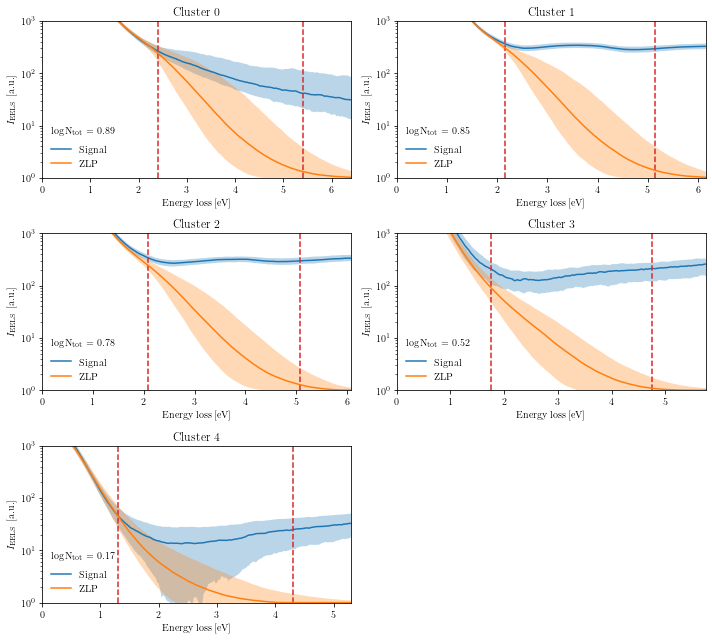 Cluster 0
10³
10²
10¹
10⁰
I_EELS [a.u.]
logN_tot = 0.89
Signal
ZLP
0 1 2 3 4 5 6
Energy loss [eV]
Cluster 1
10³
10²
10¹
10⁰
I_EELS [a.u.]
logN_tot = 0.85
Signal
ZLP
0 1 2 3 4 5 6
Energy loss [eV]
Cluster 2
10³
10²
10¹
10⁰
I_EELS [a.u.]
logN_tot = 0.78
Signal
ZLP
0 1 2 3 4 5 6
Energy loss [eV]
Cluster 3
10³
10²
10¹
10⁰
I_EELS [a.u.]
logN_tot = 0.52
Signal
ZLP
0 1 2 3 4 5
Energy loss [eV]
Cluster 4
10³
10²
10¹
10⁰
I_EELS [a.u.]
logN_tot = 0.17
Signal
ZLP
0 1 2 3 4 5
Energy loss [eV]